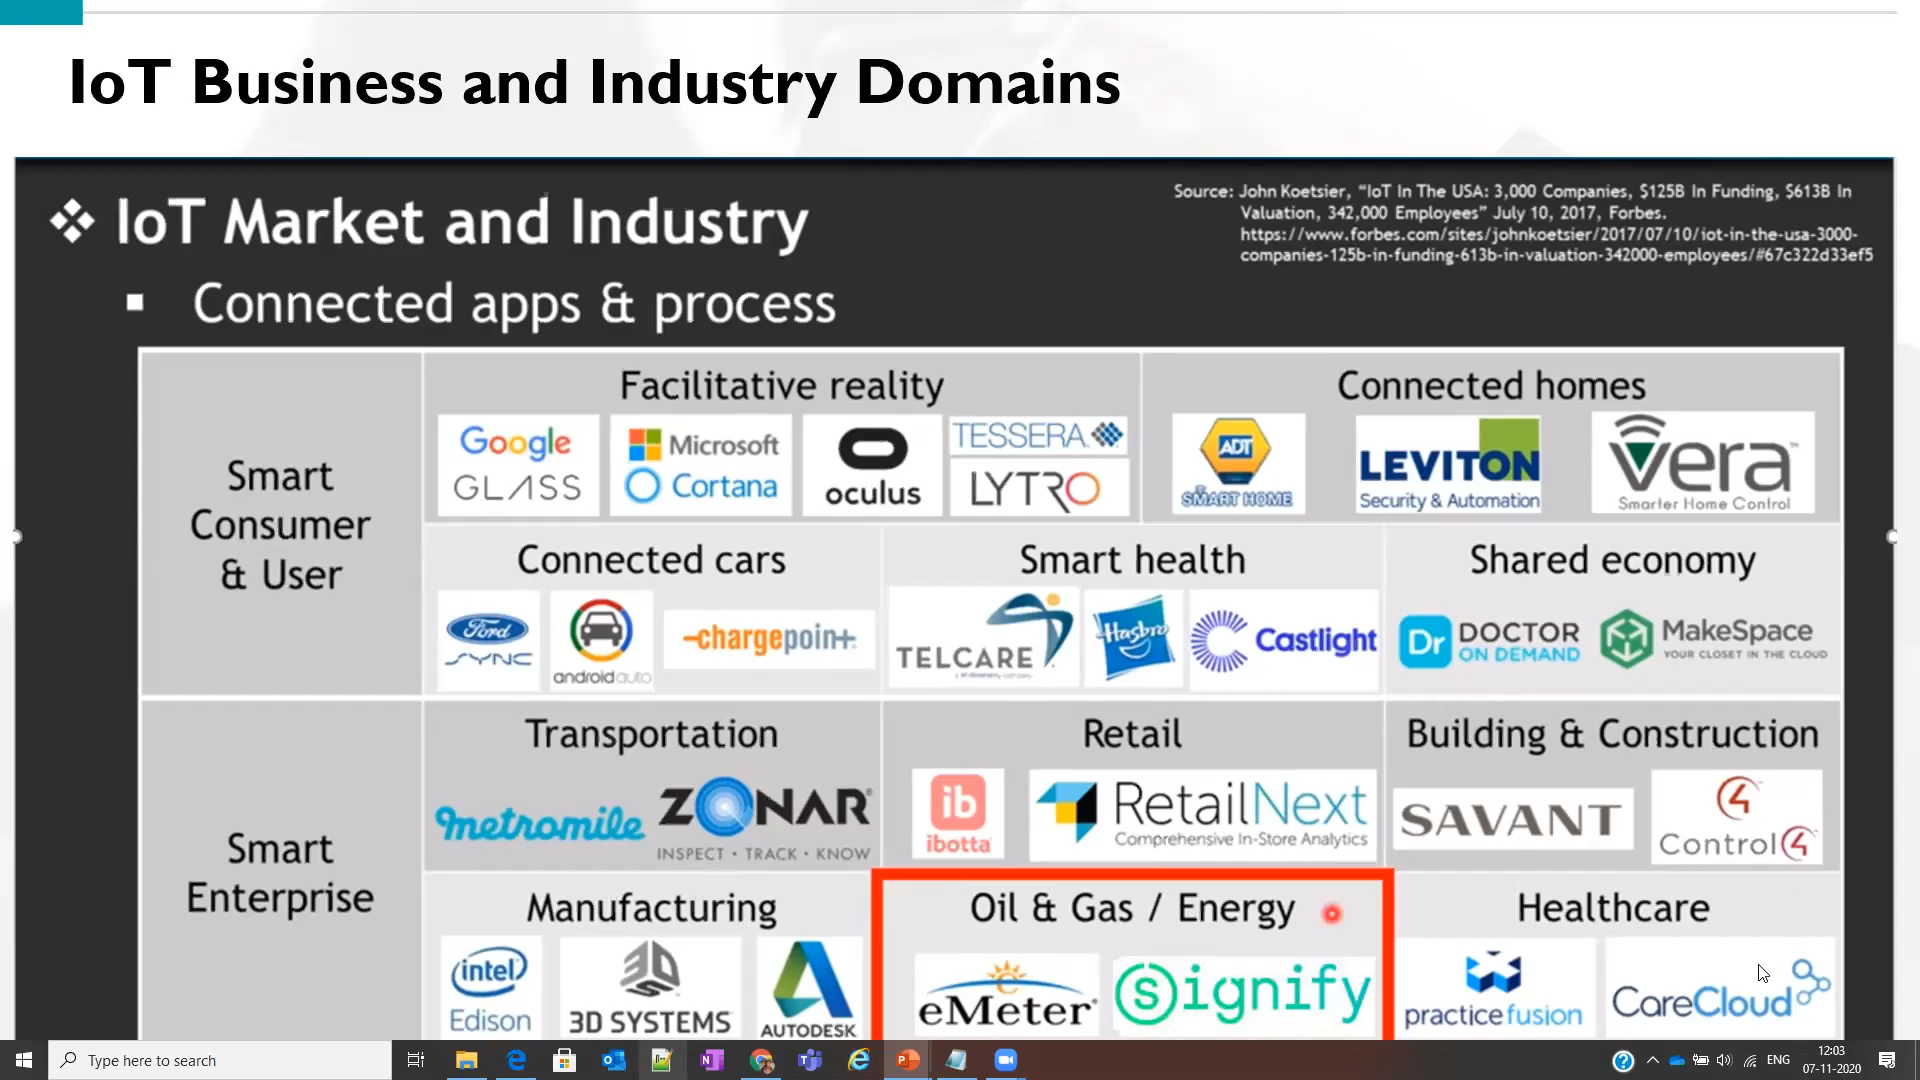 IoT Business and Industry Domains
IoT Market and Industry
Source: John Koetsier, “IoT In The USA: 3,000 Companies, $125B In Funding, $613B In
Valuation, 342,000 Employees” July 10, 2017, Forbes.
https://www.forbes.com/sites/johnkoetsier/2017/07/10/iot-in-the-usa-3000-
companies-125b-in-funding-613b-in-valuation-342000-employees/#67c322d33ef5
Connected apps & process
Smart
Consumer
& User
Facilitative reality
Google
GLASS
Microsoft
Cortana
oculus
TESSERA
LYTRO
Connected homes
ADT
SMART HOME
LEVITON
Security & Automation
vera
Smarter Home Control
Connected cars
Ford
SYNC
androidauto
chargepoin+
Smart health
TELCARE
Hasbro
Castlight
Shared economy
Dr
DOCTOR
ON DEMAND
MakeSpace
YOUR CLOSET IN THE CLOUD
Smart
Enterprise
Transportation
metromile
ZONAR
INSPECT • TRACK • KNOW
Retail
ib
ibotta
RetailNext
Comprehensive In-Store Analytics
Building & Construction
SAVANT
4
Control4
Manufacturing
intel
Edison
3D SYSTEMS
AUTODESK
Oil & Gas / Energy
eMeter
Signify
Healthcare
practice fusion
CareCloud
Type here to search
ENG
12:03
07-11-2020